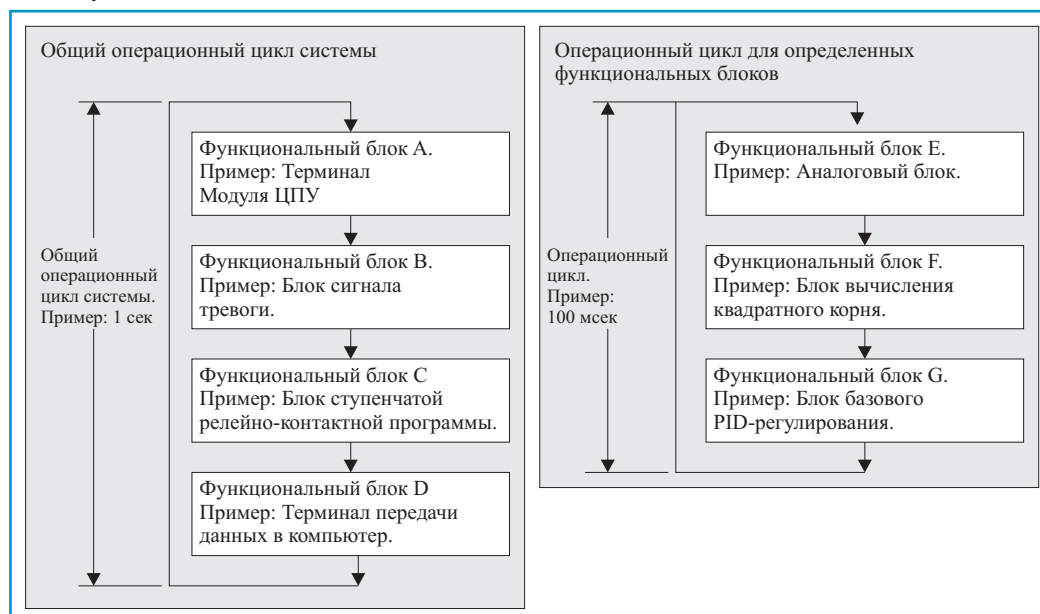 Общий операционный цикл системы
Функциональный блок A.
Пример: Терминал
Модуля ЦПУ
Функциональный блок B.
Пример: Блок сигнала
тревоги.
Общий
операционный
цикл системы.
Пример: 1 сек
Функциональный блок C
Пример: Блок ступенчатой
релейно-контактной программы.
Функциональный блок D
Пример: Терминал передачи
данных в компьютер.
Операционный цикл для определенных
функциональных блоков
Функциональный блок E.
Пример: Аналоговый блок.
Операционный
цикл.
Пример:
100 мсек
Функциональный блок F.
Пример: Блок вычисления
квадратного корня.
Функциональный блок G.
Пример: Блок базового
PID-регулирования.